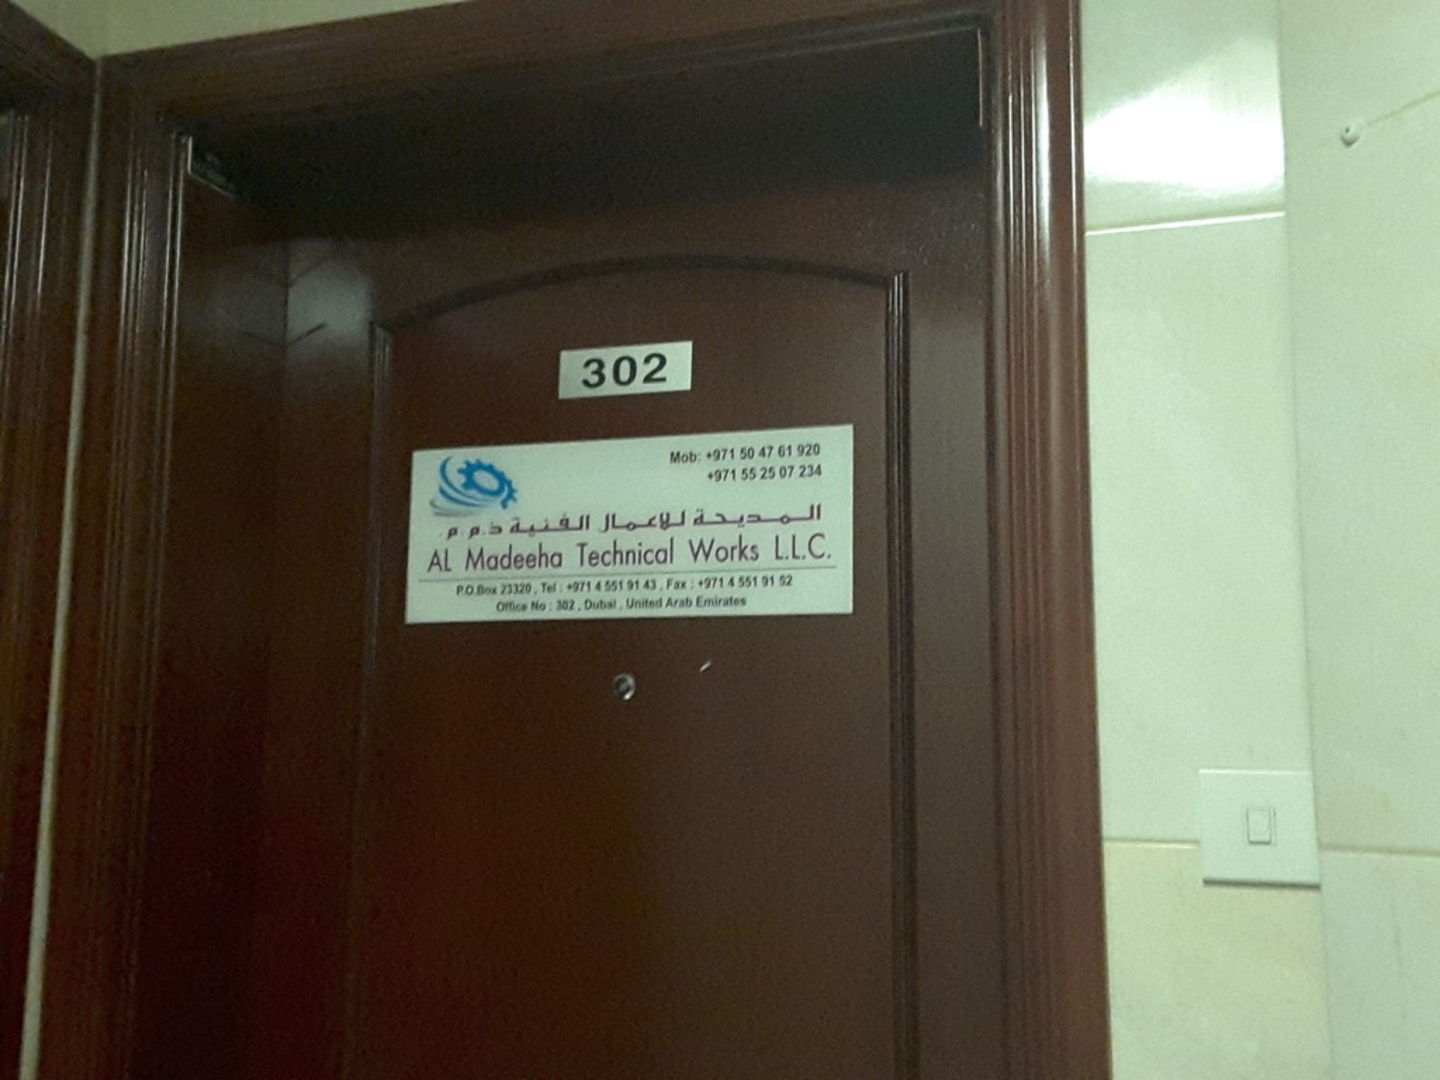 302
Mob: +971 50 47 61 920
+971 55 25 07 234
المديحة للإعمال الفنية ذ.م.م.
AL Madeeha Technical Works L.L.C.
P.O.Box 23320 , Tel : +971 4 551 91 43 , Fax : +971 4 551 91 52
Office No : 302 , Dubai , United Arab Emirates